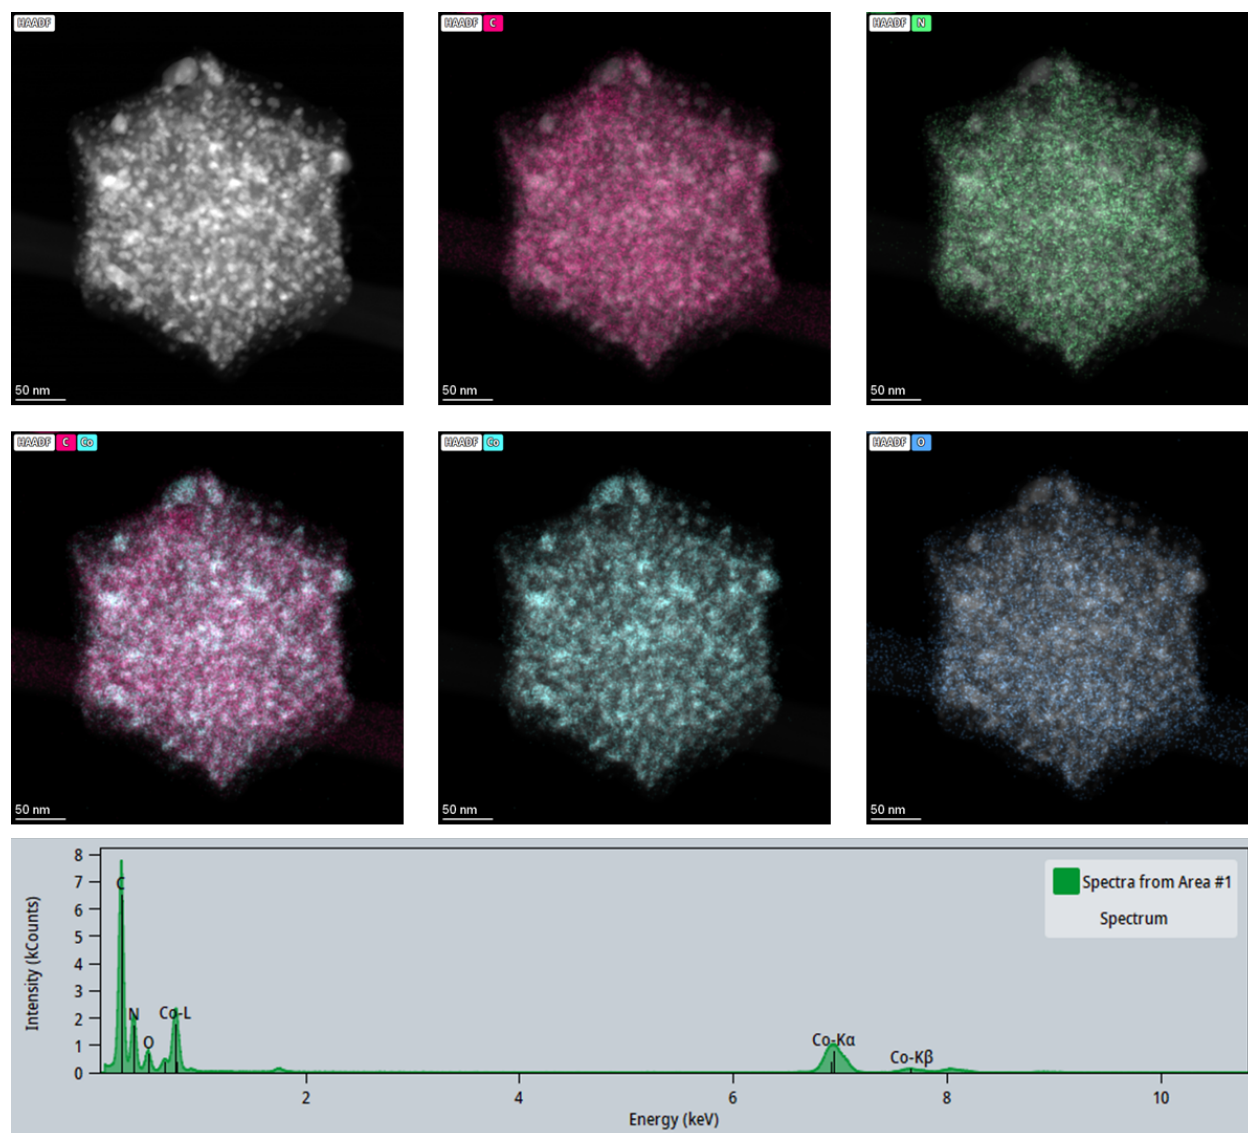 HAADF
50 nm
HAADF C
50 nm
HAADF N
50 nm
HAADF C Co
50 nm
HAADF Co
50 nm
HAADF O
50 nm
Intensity (kCounts)
8
7
6
5
4
3
2
1
0
C
N
O
Co-L
Co-Kα
Co-Kβ
Spectra from Area #1
Spectrum
2
4
6
8
10
Energy (keV)